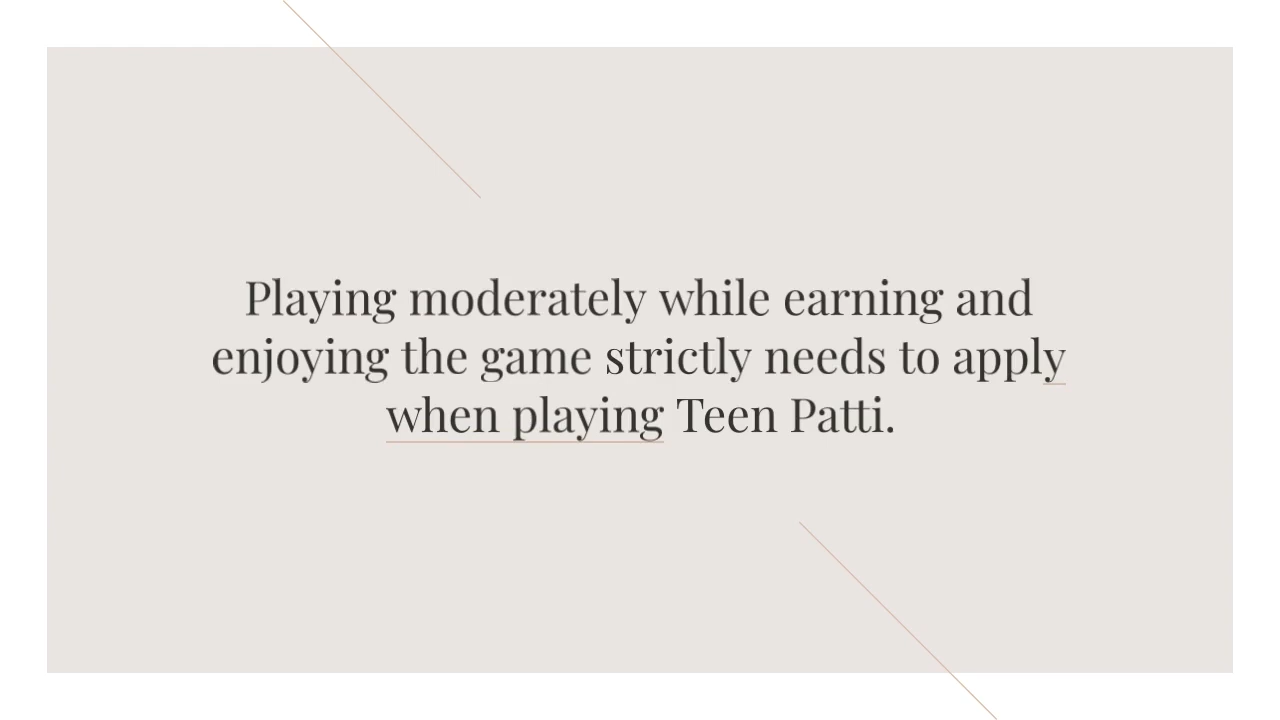 Playing moderately while earning and
enjoying the game strictly needs to apply
when playing Teen Patti.